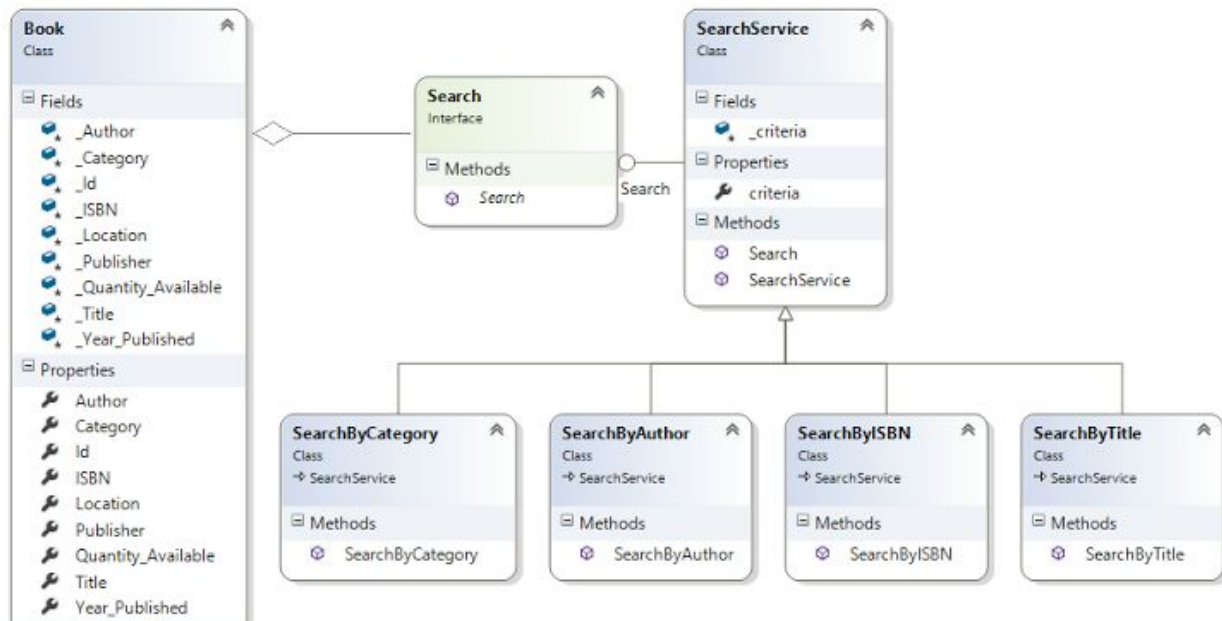 Book
Class
Fields
_Author
_Category
_Id
_ISBN
_Location
_Publisher
_Quantity_Available
_Title
_Year_Published
Properties
Author
Category
Id
ISBN
Location
Publisher
Quantity_Available
Title
Year_Published
Search
Interface
Methods
Search
Search
SearchService
Class
Fields
_criteria
Properties
criteria
Methods
Search
SearchService
SearchByCategory
Class
SearchService
Methods
SearchByCategory
SearchByAuthor
Class
SearchService
Methods
SearchByAuthor
SearchByISBN
Class
SearchService
Methods
SearchByISBN
SearchByTitle
Class
SearchService
Methods
SearchByTitle